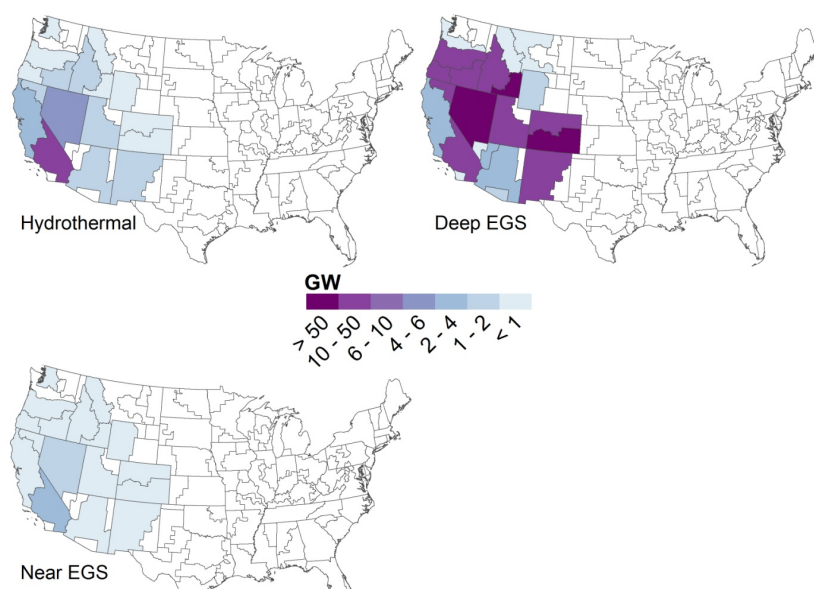 Hydrothermal
Deep EGS
GW
> 50
10 - 50
6 - 10
4 - 6
2 - 4
1 - 2
< 1
Near EGS